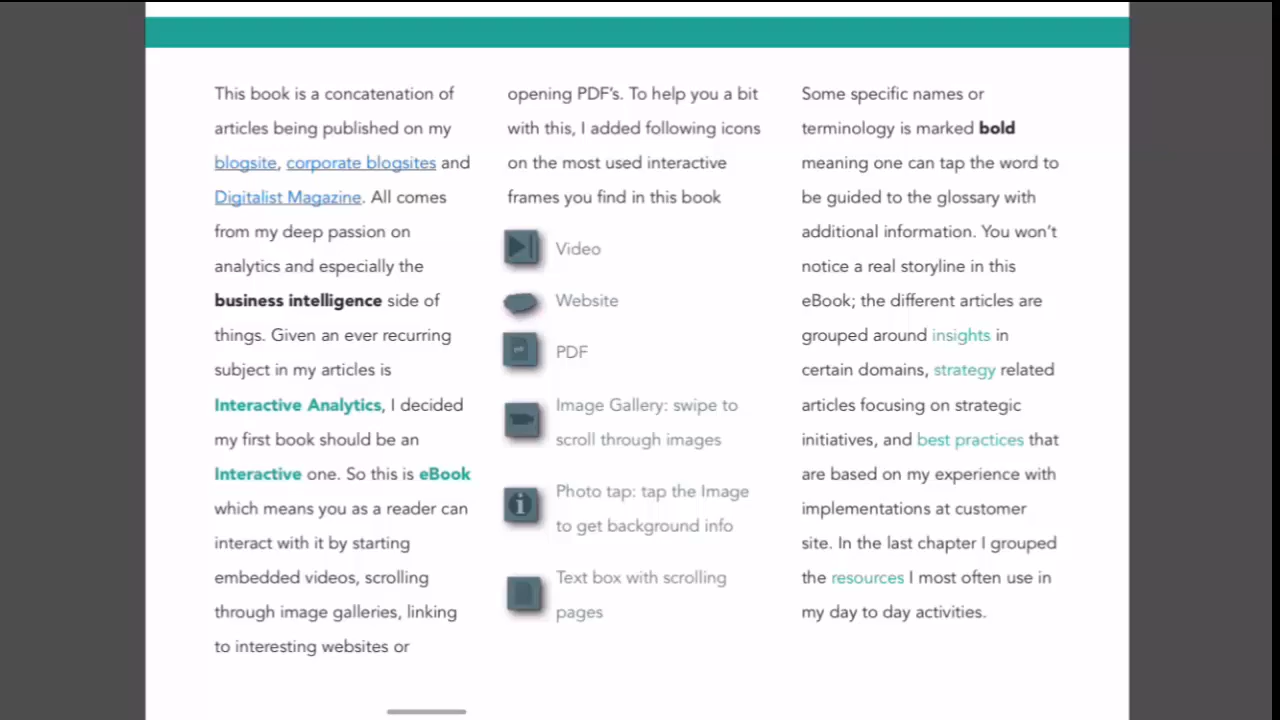 This book is a concatenation of
articles being published on my
blogsite, corporate blogsites and
Digitalist Magazine. All comes
from my deep passion on
analytics and especially the
business intelligence side of
things. Given an ever recurring
subject in my articles is
Interactive Analytics, I decided
my first book should be an
Interactive one. So this is eBook
which means you as a reader can
interact with it by starting
embedded videos, scrolling
through image galleries, linking
to interesting websites or
opening PDF's. To help you a bit
with this, I added following icons
on the most used interactive
frames you find in this book
Video
Website
PDF
Image Gallery: swipe to
scroll through images
Photo tap: tap the Image
to get background info
Text box with scrolling
pages
Some specific names or
terminology is marked bold
meaning one can tap the word to
be guided to the glossary with
additional information. You won't
notice a real storyline in this
eBook; the different articles are
grouped around insights in
certain domains, strategy related
articles focusing on strategic
initiatives, and best practices that
are based on my experience with
implementations at customer
site. In the last chapter I grouped
the resources I most often use in
my day to day activities.